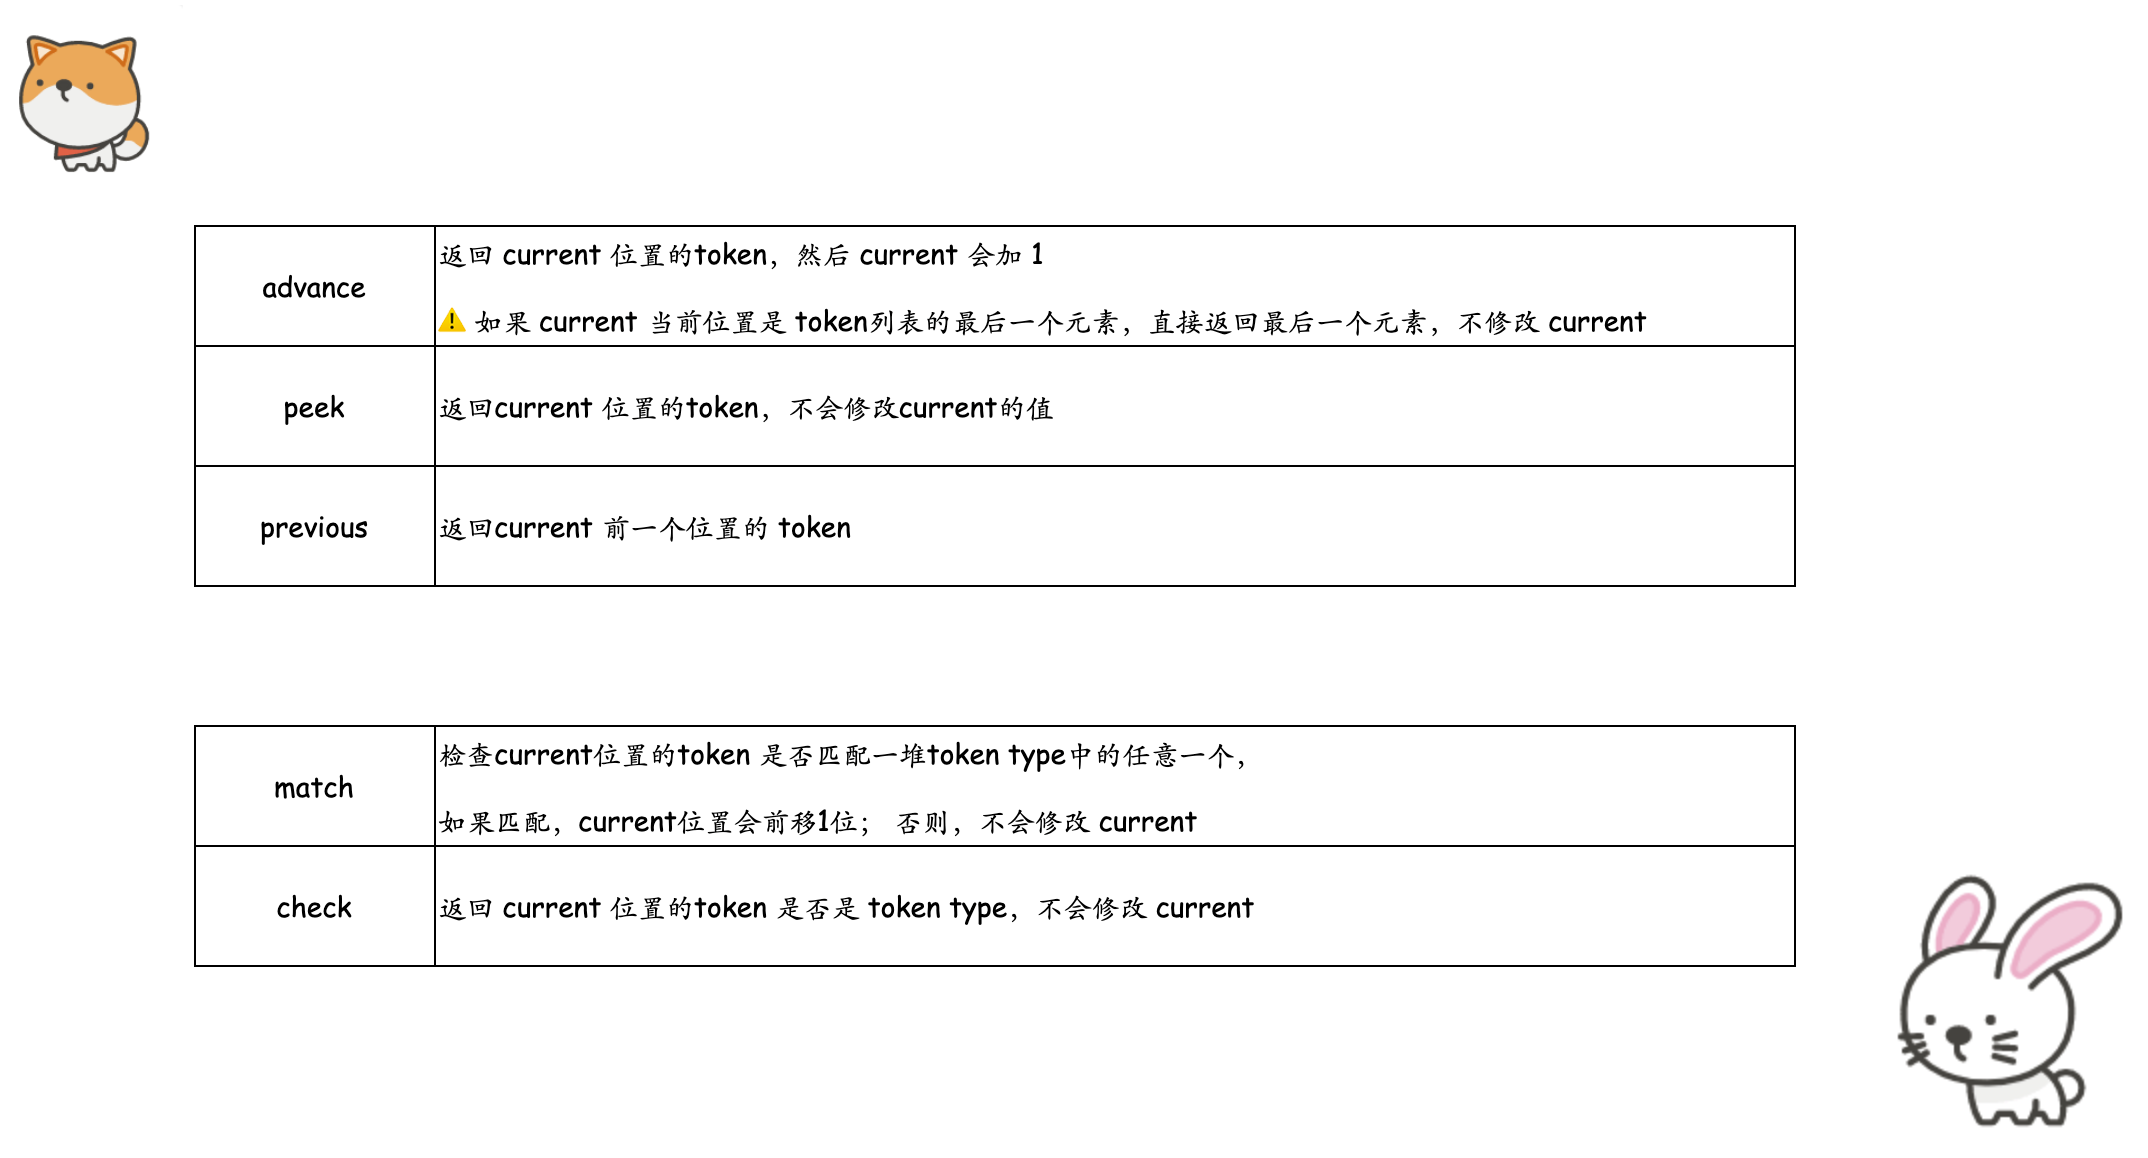 advance
返回 current 位置的token，然后 current 会加 1
⚠ 如果 current 当前位置是 token列表的最后一个元素，直接返回最后一个元素，不修改 current
peek
返回current 位置的token，不会修改current的值
previous
返回current 前一个位置的 token
match
检查current位置的token 是否匹配一堆token type中的任意一个，
如果匹配，current位置会前移1位； 否则，不会修改 current
check
返回 current 位置的token 是否是 token type，不会修改 current